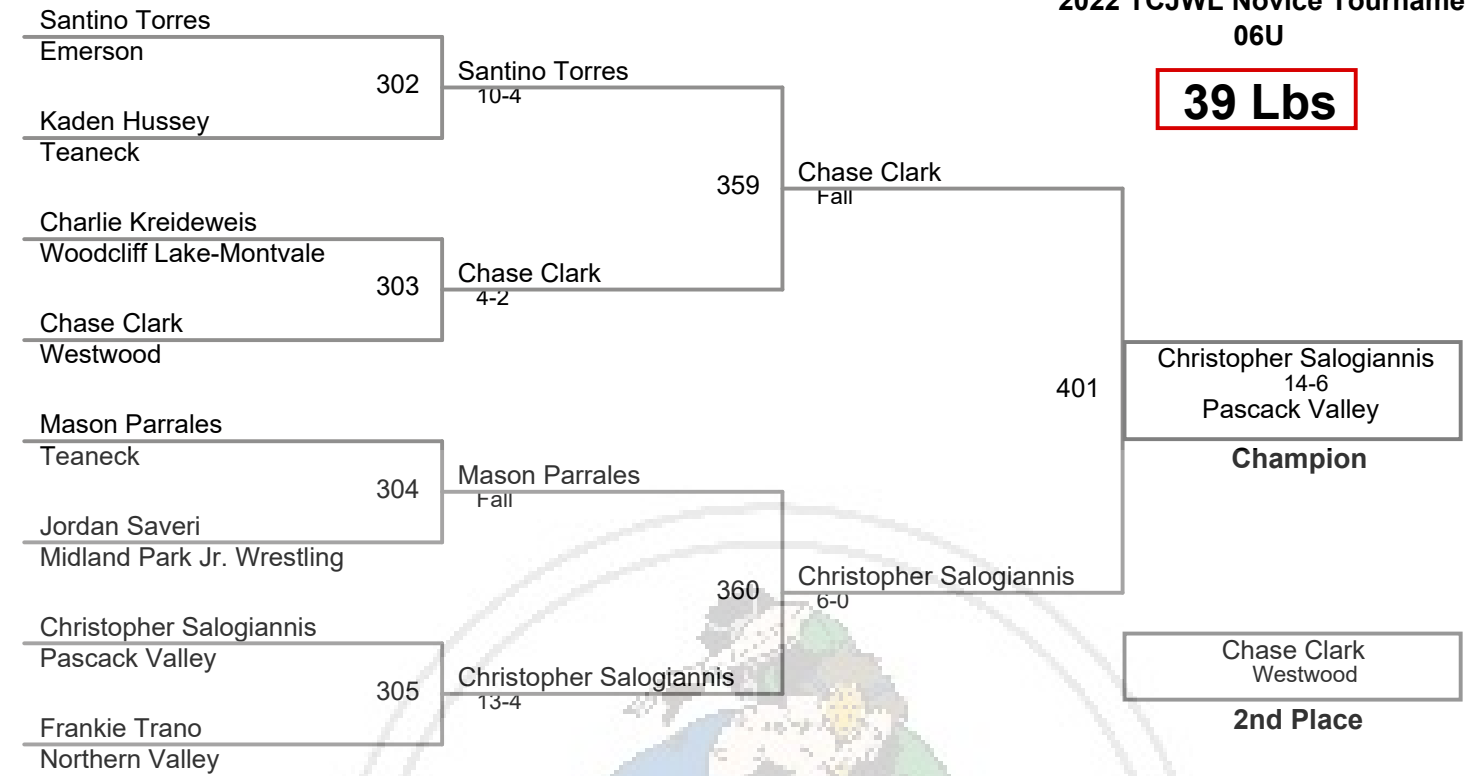 2022 TCJWL Novice Tourname
06U
39 Lbs
Santino Torres
Emerson
302
Kaden Hussey
Teaneck
Santino Torres
10-4
Charlie Kreideweis
Woodcliff Lake-Montvale
303
Chase Clark
Westwood
Chase Clark
4-2
359
Chase Clark
Fall
Mason Parrales
Teaneck
304
Jordan Saveri
Midland Park Jr. Wrestling
Mason Parrales
Fall
Christopher Salogiannis
Pascack Valley
305
Frankie Trano
Northern Valley
Christopher Salogiannis
13-4
360
Christopher Salogiannis
6-0
401
Christopher Salogiannis
14-6
Pascack Valley
Champion
Chase Clark
Westwood
2nd Place